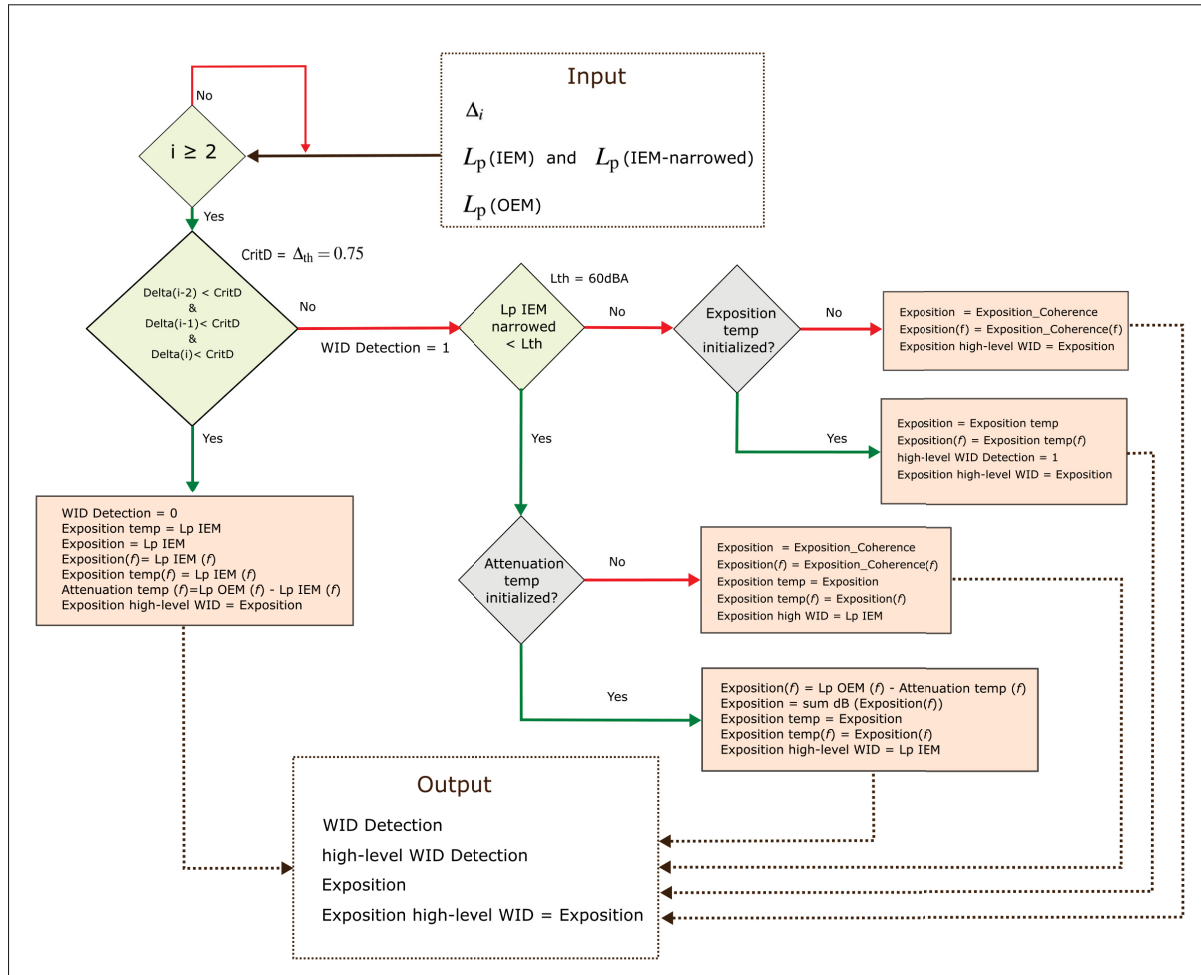 Input
Δi
Lp(IEM) and Lp(IEM-narrowed)
Lp(OEM)
No
i ≥ 2
Yes
CritD = Δth = 0.75
Delta(i-2) < CritD
&
Delta(i-1)< CritD
&
Delta(i)< CritD
No
WID Detection = 1
Yes
Lth = 60dBA
Lp IEM
narrowed
< Lth
No
Yes
Exposition
temp
initialized?
No
Yes
Exposition  = Exposition_Coherence
Exposition(f) = Exposition_Coherence(f)
Exposition high-level WID = Exposition
Exposition = Exposition temp
Exposition(f) = Exposition temp(f)
high-level WID Detection = 1
Exposition high-level WID = Exposition
WID Detection = 0
Exposition temp = Lp IEM
Exposition = Lp IEM
Exposition(f)= Lp IEM (f)
Exposition temp(f) = Lp IEM (f)
Attenuation temp (f)=Lp OEM (f) - Lp IEM (f)
Exposition high-level WID = Exposition
Attenuation
temp
initialized?
No
Yes
Exposition  = Exposition_Coherence
Exposition(f) = Exposition_Coherence(f)
Exposition temp = Exposition
Exposition temp(f) = Exposition(f)
Exposition high WID = Lp IEM
Exposition(f) = Lp OEM (f) - Attenuation temp (f)
Exposition = sum dB (Exposition(f))
Exposition temp = Exposition
Exposition temp(f) = Exposition(f)
Exposition high-level WID = Lp IEM
Output
WID Detection
high-level WID Detection
Exposition
Exposition high-level WID = Exposition